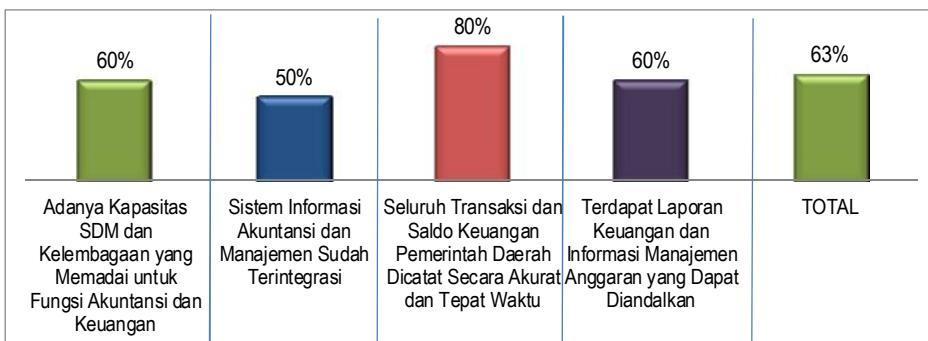 60%
50%
80%
60%
63%
Adanya Kapasitas
SDM dan
Kelembagaan yang
Memadai untuk
Fungsi Akuntansi dan
Keuangan
Sistem Informasi
Akuntansi dan
Manajemen Sudah
Terintegrasi
Seluruh Transaksi dan
Saldo Keuangan
Pemerintah Daerah
Dicatat Secara Akurat
dan Tepat Waktu
Terdapat Laporan
Keuangan dan
Informasi Manajemen
Anggaran yang Dapat
Diandalkan
TOTAL